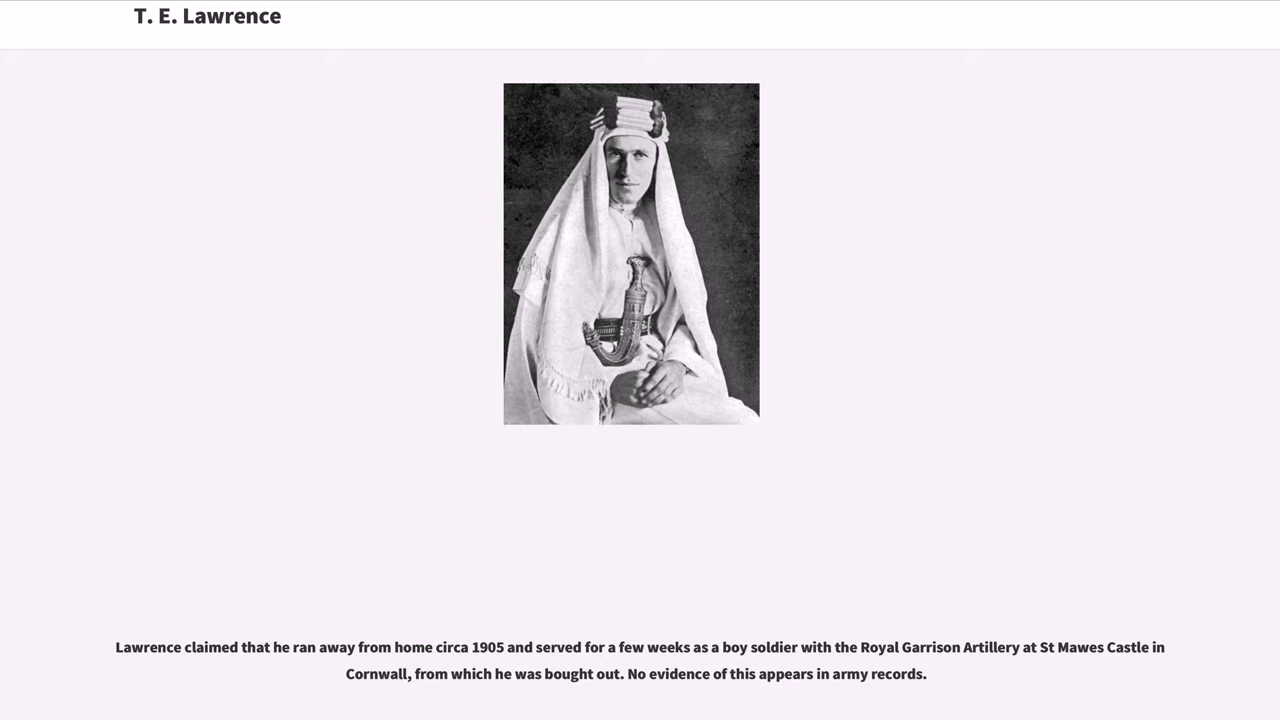 T. E. Lawrence
Lawrence claimed that he ran away from home circa 1905 and served for a few weeks as a boy soldier with the Royal Garrison Artillery at St Mawes Castle in
Cornwall, from which he was bought out. No evidence of this appears in army records.